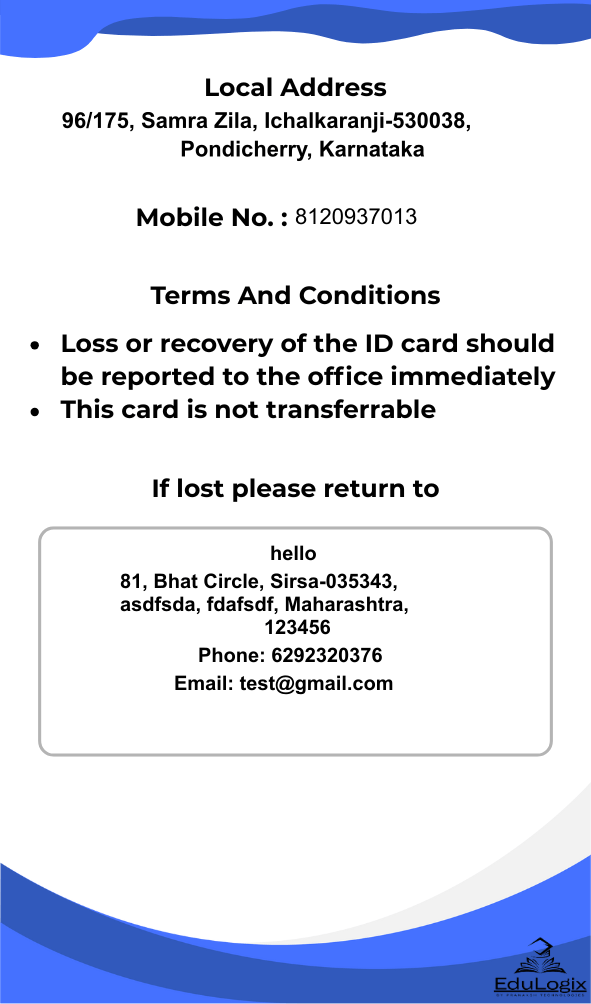 Local Address
96/175, Samra Zila, Ichalkaranji-530038,
Pondicherry, Karnataka
Mobile No. : 8120937013
Terms And Conditions
• Loss or recovery of the ID card should
be reported to the office immediately
• This card is not transferrable
If lost please return to
hello
81, Bhat Circle, Sirsa-035343,
asdfsda, fdafsdf, Maharashtra,
123456
Phone: 6292320376
Email: test@gmail.com
EduLogix